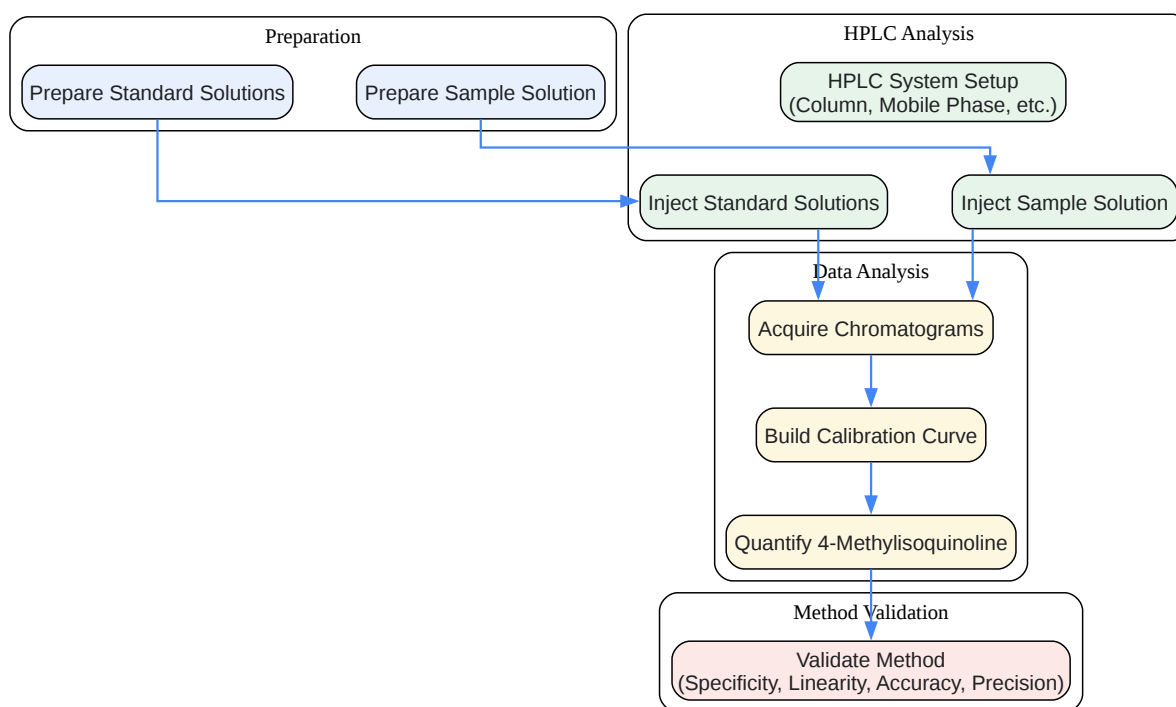 Preparation
Prepare Standard Solutions
Prepare Sample Solution
HPLC Analysis
HPLC System Setup
(Column, Mobile Phase, etc.)
Inject Standard Solutions
Inject Sample Solution
Data Analysis
Acquire Chromatograms
Build Calibration Curve
Quantify 4-Methylisoquinoline
Method Validation
Validate Method
(Specificity, Linearity, Accuracy, Precision)